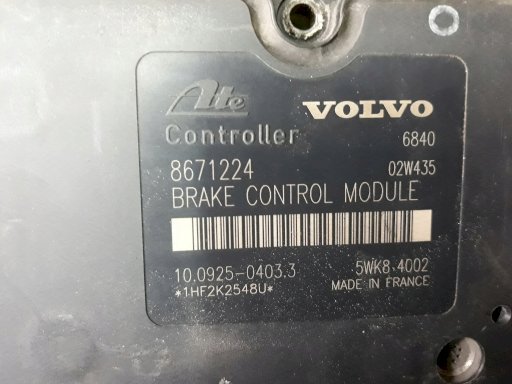 Ate VOLVO
Controller 6840
8671224 02W435
BRAKE CONTROL MODULE
10.0925-0403.3 5WK8 4002
*1HF2K2548U* MADE IN FRANCE